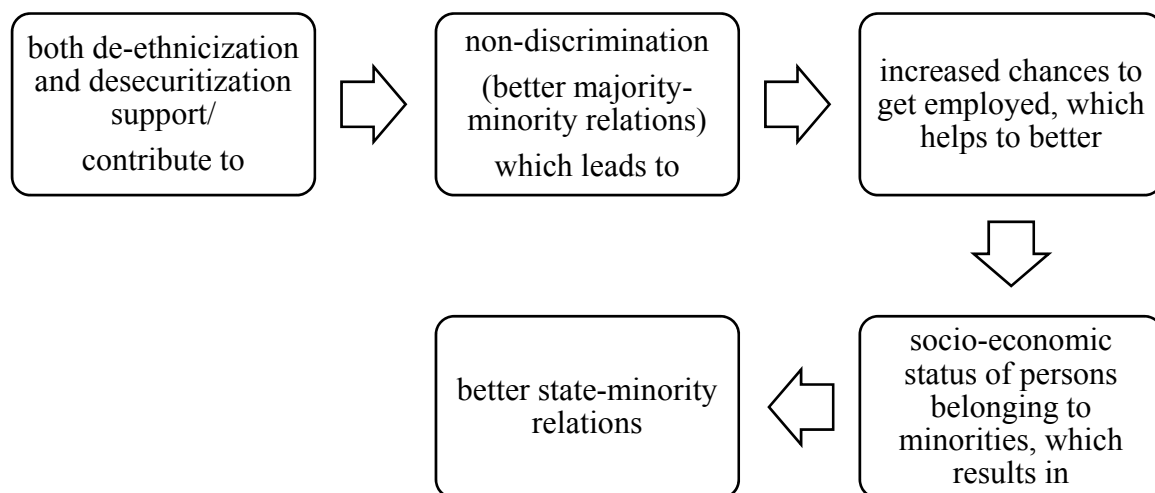 both de-ethnicization
and desecuritization
support/
contribute to
non-discrimination
(better majority-
minority relations)
which leads to
increased chances to
get employed, which
helps to better
socio-economic
status of persons
belonging to
minorities, which
results in
better state-minority
relations